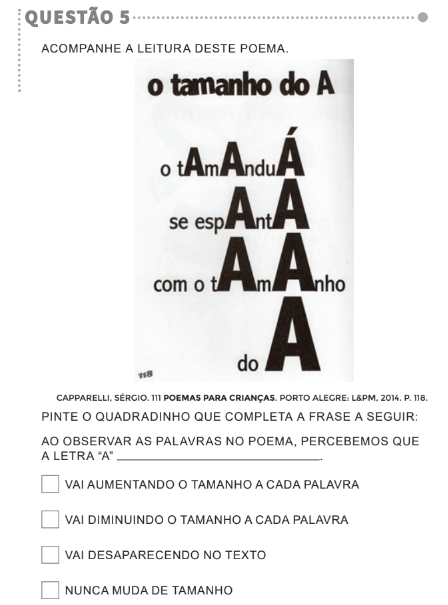 QUESTÃO 5
ACOMPANHE A LEITURA DESTE POEMA.
o tamanho do A
o tAmAnduÁ
se espAntA
com o tAmAnho
do A
118
CAPPARELLI, SÉRGIO. 111 POEMAS PARA CRIANÇAS. PORTO ALEGRE: L&PM, 2014. P. 118.
PINTE O QUADRADINHO QUE COMPLETA A FRASE A SEGUIR:
AO OBSERVAR AS PALAVRAS NO POEMA, PERCEBEMOS QUE
A LETRA “A” ______________________________.
VAI AUMENTANDO O TAMANHO A CADA PALAVRA
VAI DIMINUINDO O TAMANHO A CADA PALAVRA
VAI DESAPARECENDO NO TEXTO
NUNCA MUDA DE TAMANHO